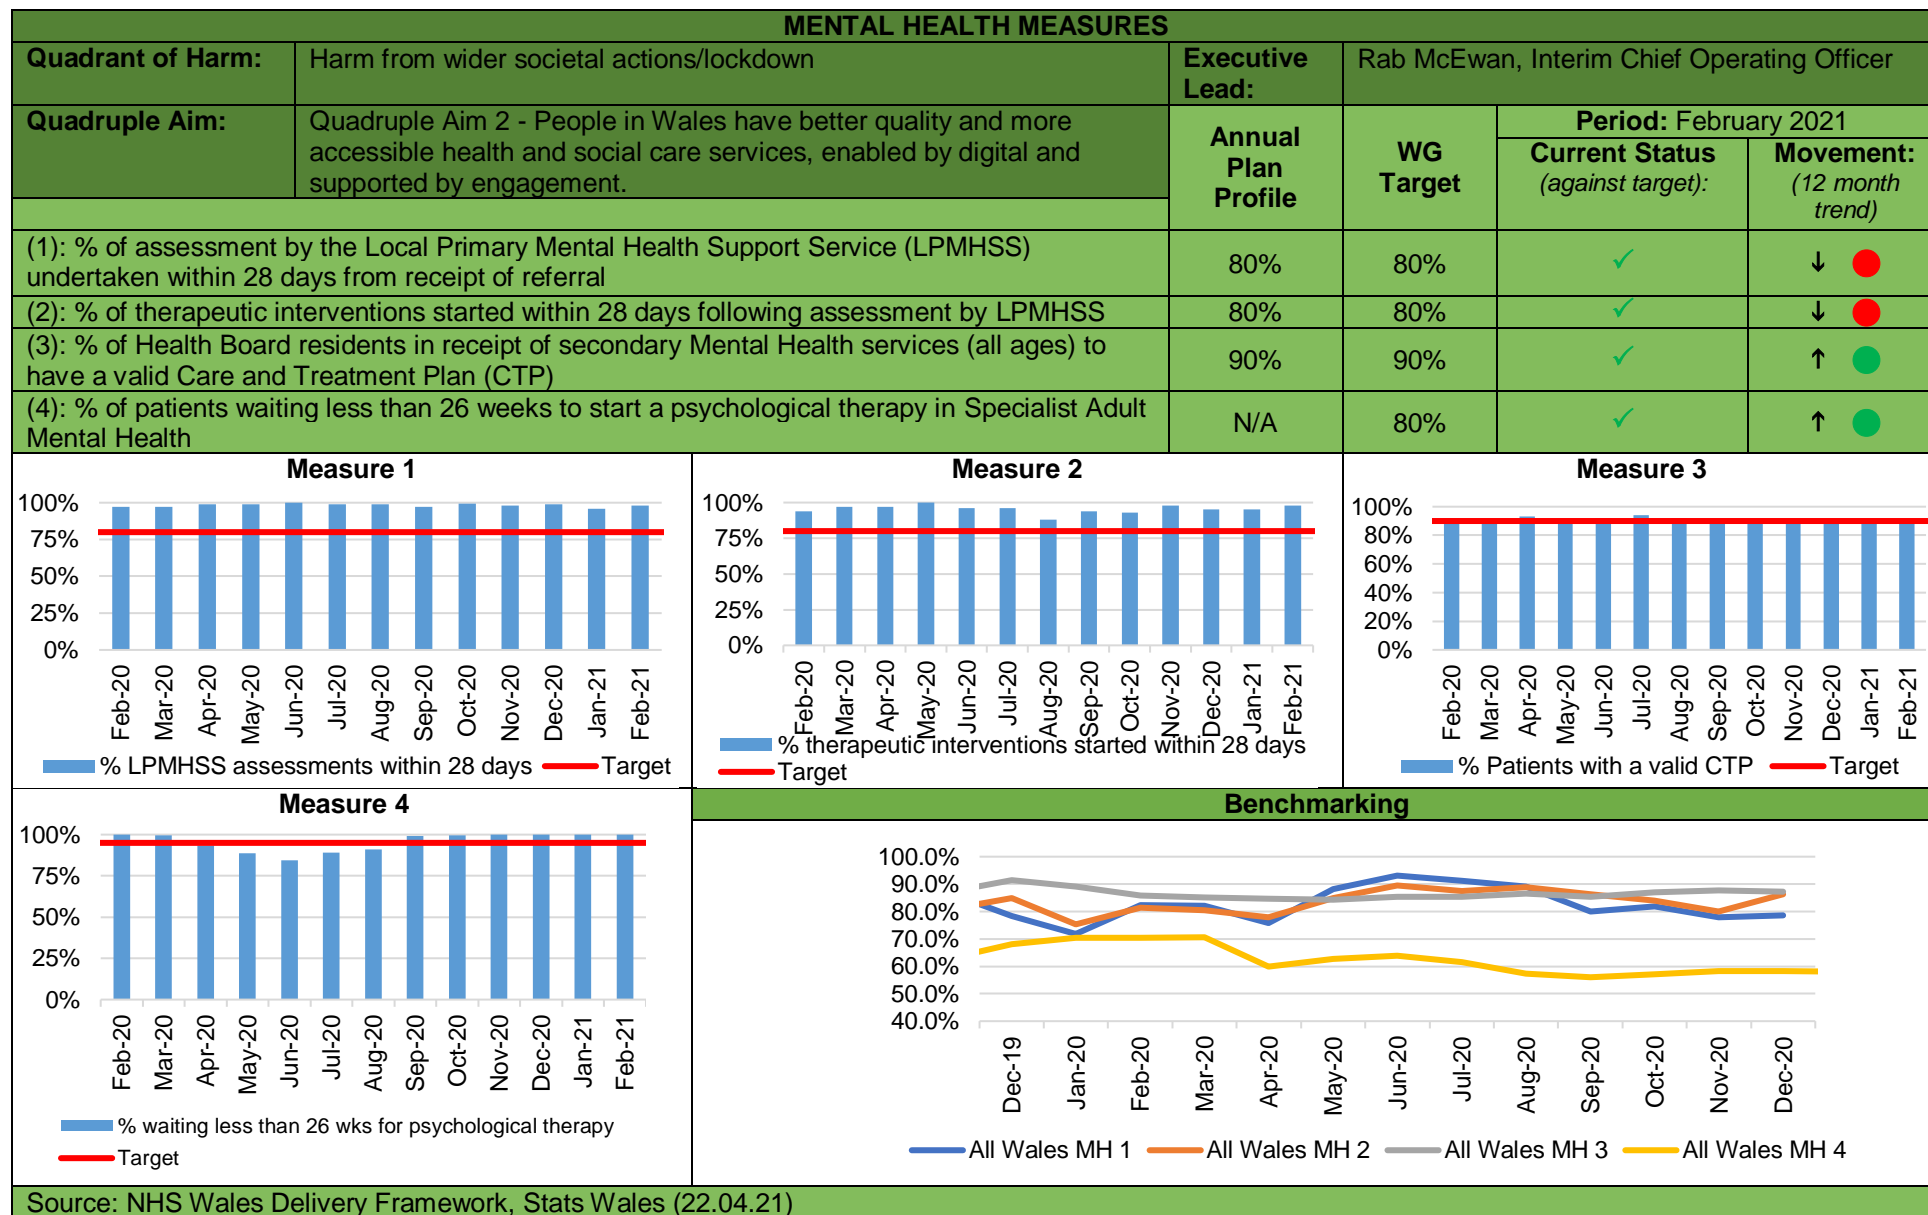 MENTAL HEALTH MEASURES
Quadrant of Harm:
Harm from wider societal actions/lockdown
Executive
Lead:
Rab McEwan, Interim Chief Operating Officer
Quadruple Aim:
Quadruple Aim 2 - People in Wales have better quality and more
accessible health and social care services, enabled by digital and
supported by engagement.
Annual
Plan
Profile
WG
Target
Period: February 2021
Current Status
(against target):
Movement:
(12 month
trend)
(1): % of assessment by the Local Primary Mental Health Support Service (LPMHSS)
undertaken within 28 days from receipt of referral
80%
80%
✓
↓
(2): % of therapeutic interventions started within 28 days following assessment by LPMHSS
80%
80%
✓
↓
(3): % of Health Board residents in receipt of secondary Mental Health services (all ages) to
have a valid Care and Treatment Plan (CTP)
90%
90%
✓
↑
(4): % of patients waiting less than 26 weeks to start a psychological therapy in Specialist Adult
Mental Health
N/A
80%
✓
↑
Measure 1
100%
75%
50%
25%
0%
Feb-20
Mar-20
Apr-20
May-20
Jun-20
Jul-20
Aug-20
Sep-20
Oct-20
Nov-20
Dec-20
Jan-21
Feb-21
% LPMHSS assessments within 28 days
Target
Measure 2
100%
75%
50%
25%
0%
Feb-20
Mar-20
Apr-20
May-20
Jun-20
Jul-20
Aug-20
Sep-20
Oct-20
Nov-20
Dec-20
Jan-21
Feb-21
% therapeutic interventions started within 28 days
Target
Measure 3
100%
80%
60%
40%
20%
0%
Feb-20
Mar-20
Apr-20
May-20
Jun-20
Jul-20
Aug-20
Sep-20
Oct-20
Nov-20
Dec-20
Jan-21
Feb-21
% Patients with a valid CTP
Target
Measure 4
100%
75%
50%
25%
0%
Feb-20
Mar-20
Apr-20
May-20
Jun-20
Jul-20
Aug-20
Sep-20
Oct-20
Nov-20
Dec-20
Jan-21
Feb-21
% waiting less than 26 wks for psychological therapy
Target
Benchmarking
100.0%
90.0%
80.0%
70.0%
60.0%
50.0%
40.0%
Dec-19
Jan-20
Feb-20
Mar-20
Apr-20
May-20
Jun-20
Jul-20
Aug-20
Sep-20
Oct-20
Nov-20
Dec-20
All Wales MH 1
All Wales MH 2
All Wales MH 3
All Wales MH 4
Source: NHS Wales Delivery Framework, Stats Wales (22.04.21)